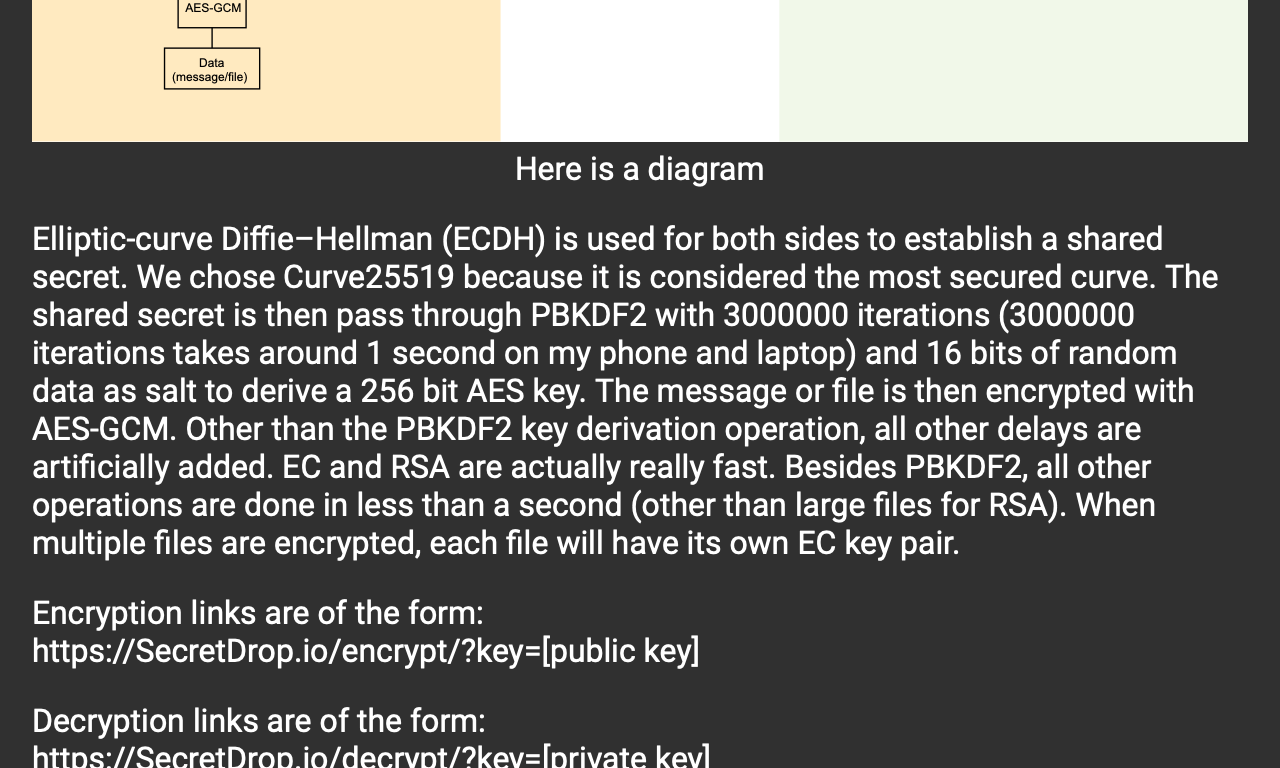 AES-GCM
Data
(message/file)
Here is a diagram
Elliptic-curve Diffie–Hellman (ECDH) is used for both sides to establish a shared
secret. We chose Curve25519 because it is considered the most secured curve. The
shared secret is then pass through PBKDF2 with 3000000 iterations (3000000
iterations takes around 1 second on my phone and laptop) and 16 bits of random
data as salt to derive a 256 bit AES key. The message or file is then encrypted with
AES-GCM. Other than the PBKDF2 key derivation operation, all other delays are
artificially added. EC and RSA are actually really fast. Besides PBKDF2, all other
operations are done in less than a second (other than large files for RSA). When
multiple files are encrypted, each file will have its own EC key pair.
Encryption links are of the form:
https://SecretDrop.io/encrypt/?key=[public key]
Decryption links are of the form:
https://SecretDrop.io/decrypt/?key=[private key]